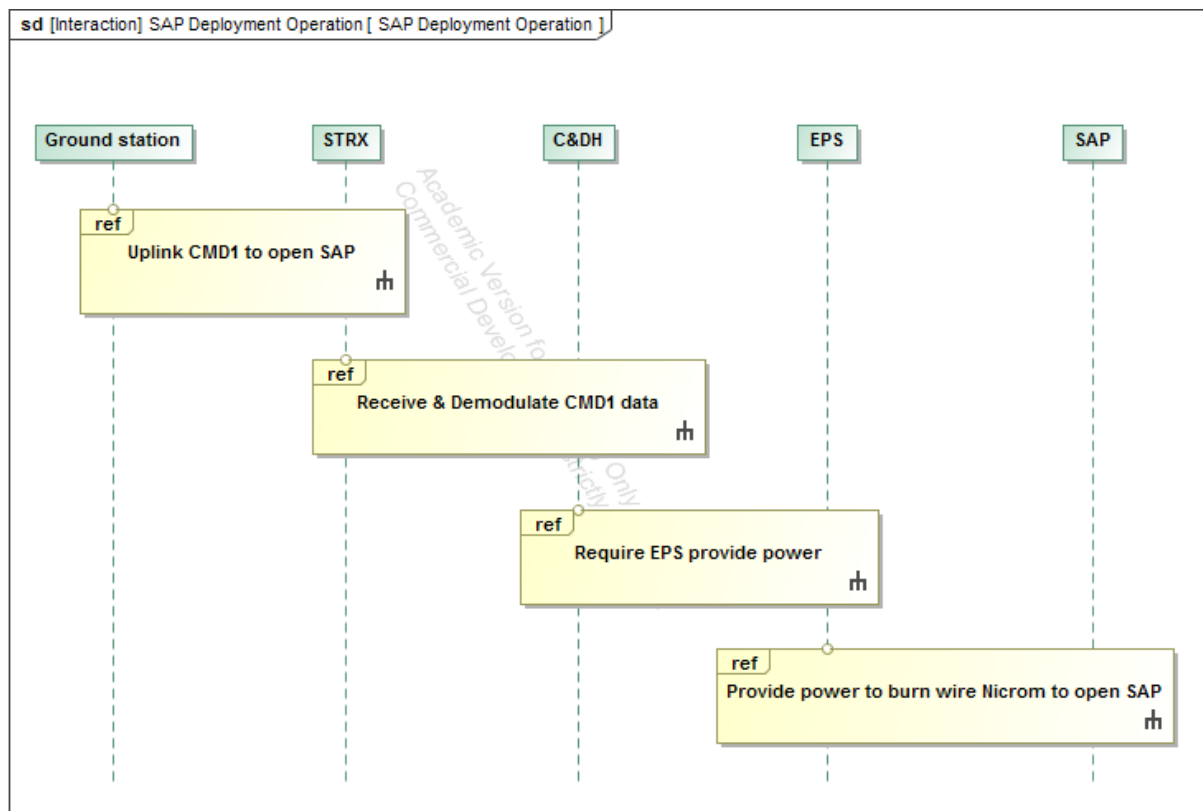 sd [Interaction] SAP Deployment Operation [ SAP Deployment Operation ]
Ground station
STRX
C&DH
EPS
SAP
ref
Uplink CMD1 to open SAP
ref
Receive & Demodulate CMD1 data
ref
Require EPS provide power
ref
Provide power to burn wire Nicrom to open SAP
Academic Version for
Commercial
Only